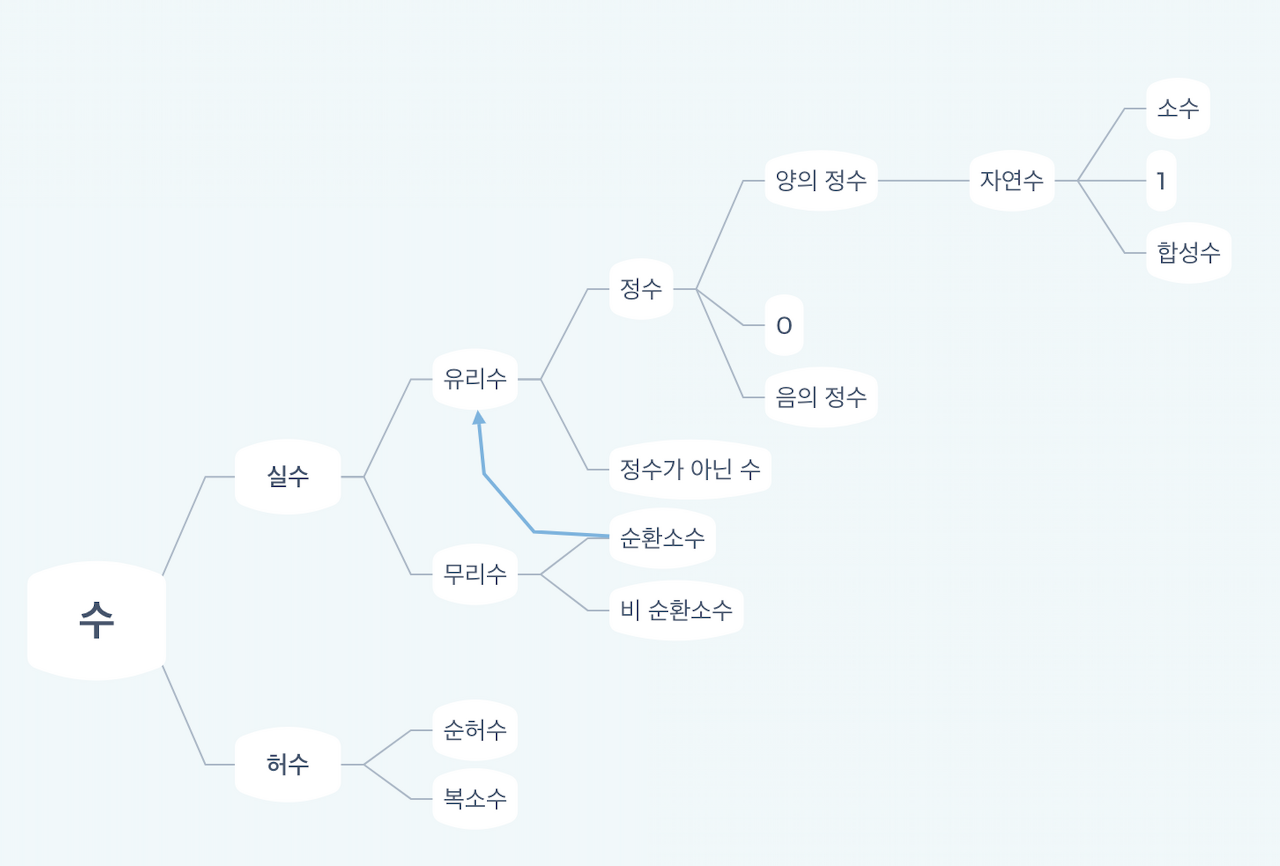 수
실수
유리수
정수
양의 정수
자연수
소수
1
합성수
0
음의 정수
정수가 아닌 수
무리수
순환소수
비 순환소수
허수
순허수
복소수